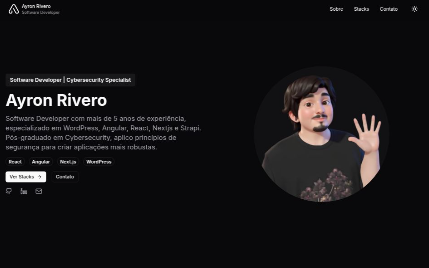 Ayron Rivero
Software Developer
Sobre
Stacks
Contato
Software Developer | Cybersecurity Specialist
Ayron Rivero
Software Developer com mais de 5 anos de experiência,
especializado em WordPress, Angular, React, Nextjs e Strapi.
Pós-graduado em Cybersecurity, aplico princípios de
segurança para criar aplicações mais robustas.
React
Angular
Next.js
WordPress
Ver Stacks
Contato